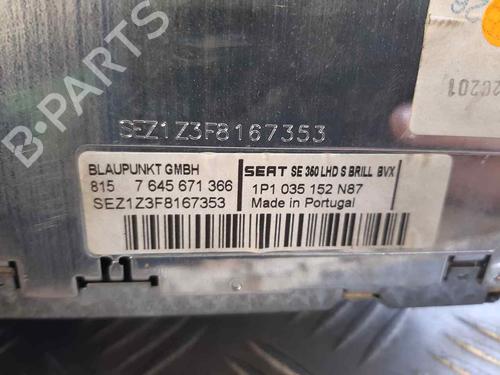 SEZ1Z3F8167353
BLAUPUNKT GMBH
815 7 645 671 366
SEZ1Z3F8167353
SEAT SE 360 LHD S BRILL BVX
1P1 035 152 N87
Made in Portugal